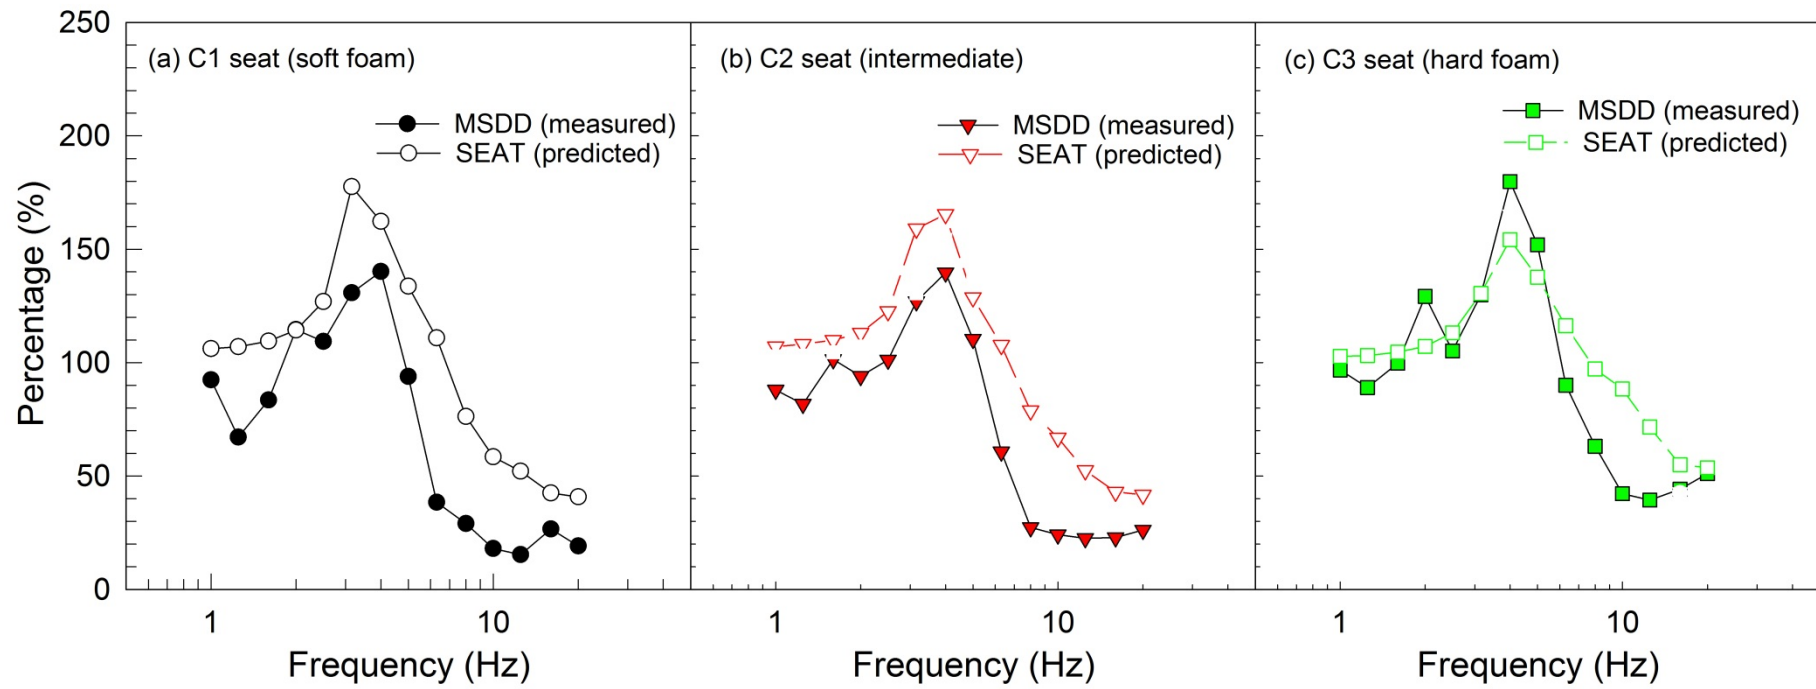 250
200
150
100
50
0
Percentage (%)
(a) C1 seat (soft foam)
MSDD (measured)
SEAT (predicted)
1
10
Frequency (Hz)
(b) C2 seat (intermediate)
MSDD (measured)
SEAT (predicted)
1
10
Frequency (Hz)
(c) C3 seat (hard foam)
MSDD (measured)
SEAT (predicted)
1
10
Frequency (Hz)